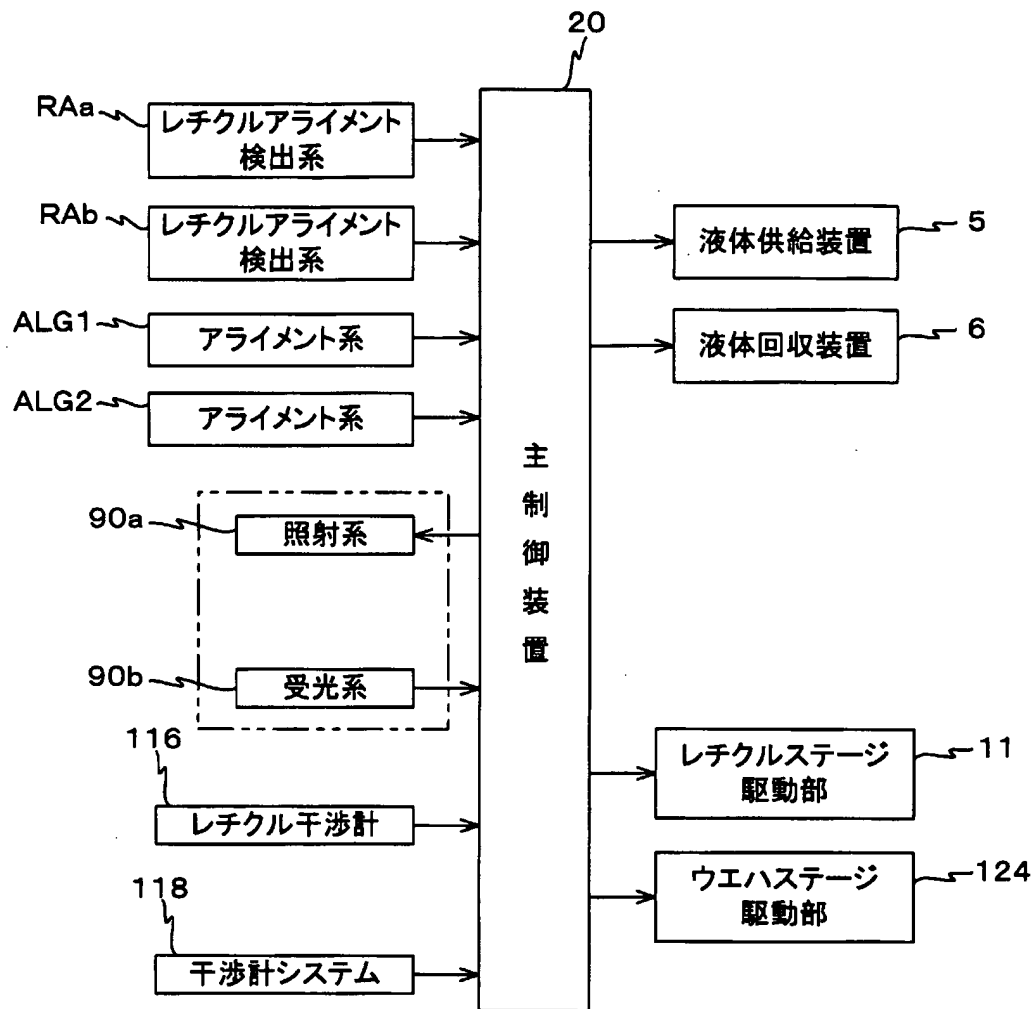 20
RAa
レチクルアライメント
検出系
RAb
レチクルアライメント
検出系
ALG1
アライメント系
ALG2
アライメント系
90a
照射系
90b
受光系
116
レチクル干渉計
118
干渉計システム
主制御装置
液体供給装置
5
液体回収装置
6
レチクルステージ
駆動部
11
ウエハステージ
駆動部
124